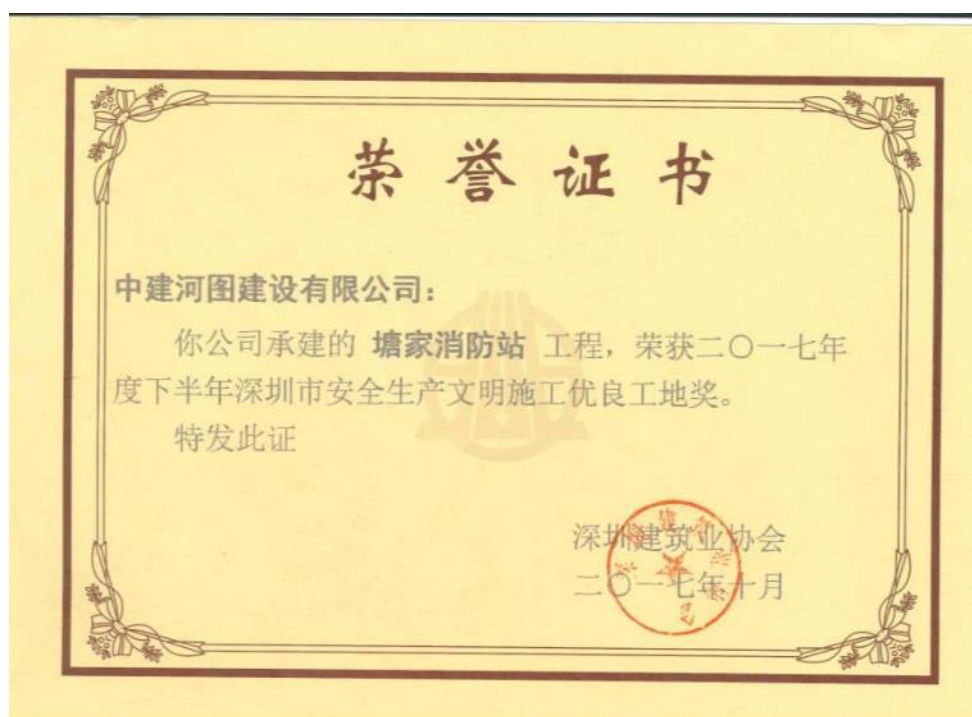 荣誉证书
中建河图建设有限公司:
你公司承建的 塘家消防站 工程，荣获二〇一七年
度下半年深圳市安全生产文明施工优良工地奖。
特发此证
深圳建筑业协会
二〇一七年十月